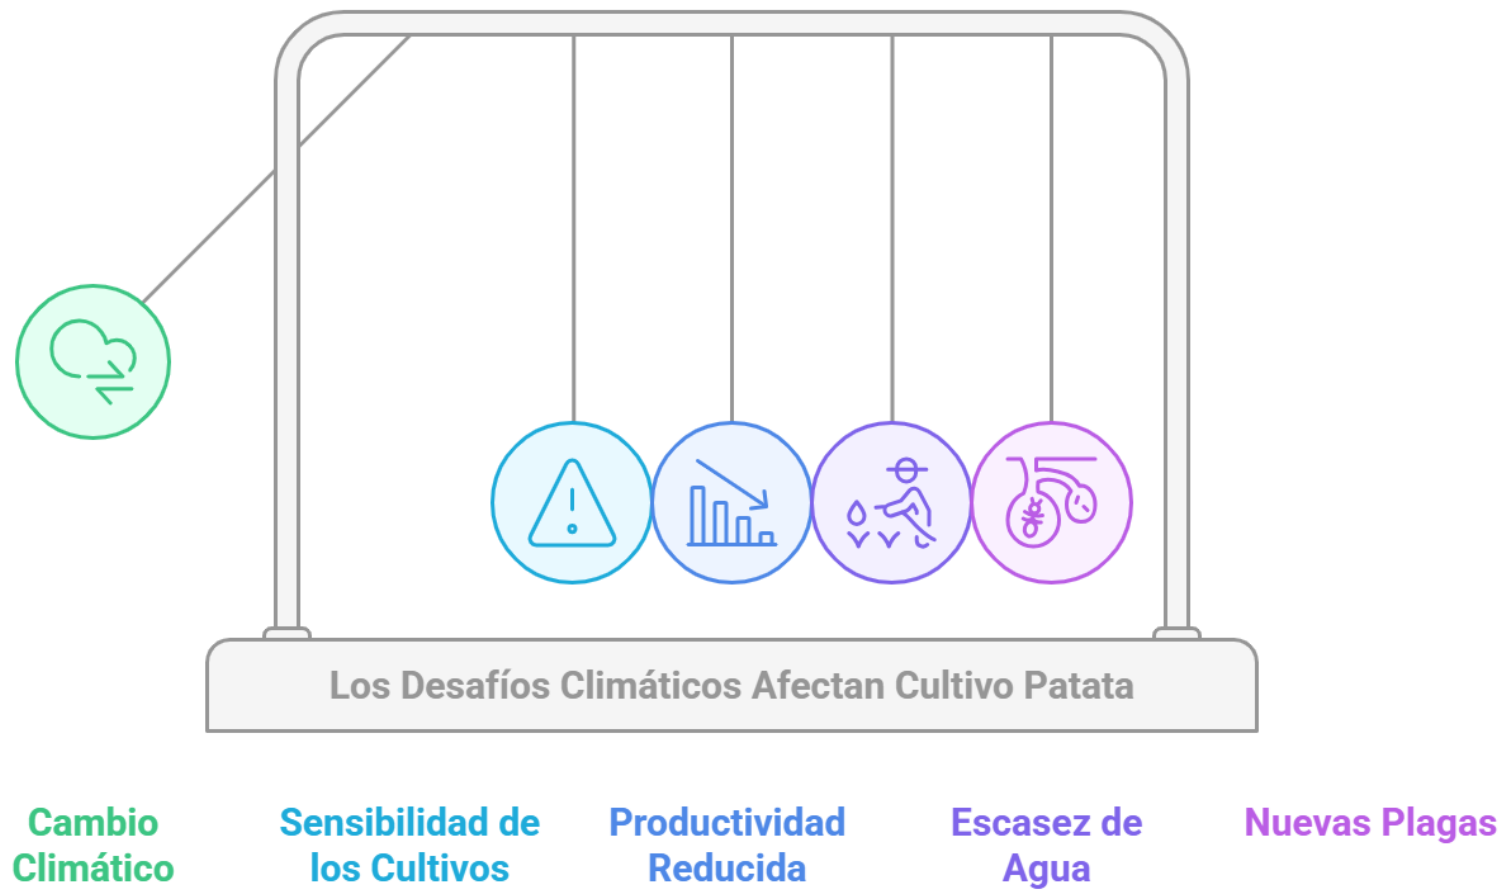 Los Desafíos Climáticos Afectan Cultivo Patata
Cambio
Climático
Sensibilidad de
los Cultivos
Productividad
Reducida
Escasez de
Agua
Nuevas Plagas